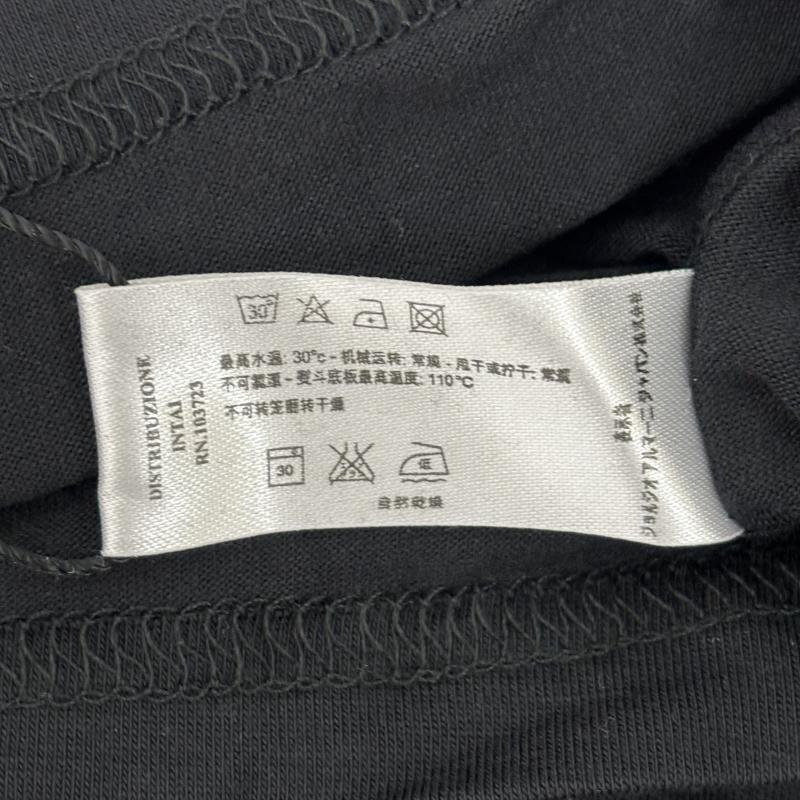 DISTRIBUZIONE
INTAI
RN.103723
30°
最高水温: 30°c - 机械运转: 常规 - 甩干或拧干: 常规
不可氯漂 - 熨斗底板最高温度: 110℃
不可转笼翻转干燥
30
低
自然乾燥
表示者
ジョルジオアルマーニジャパン株式会社